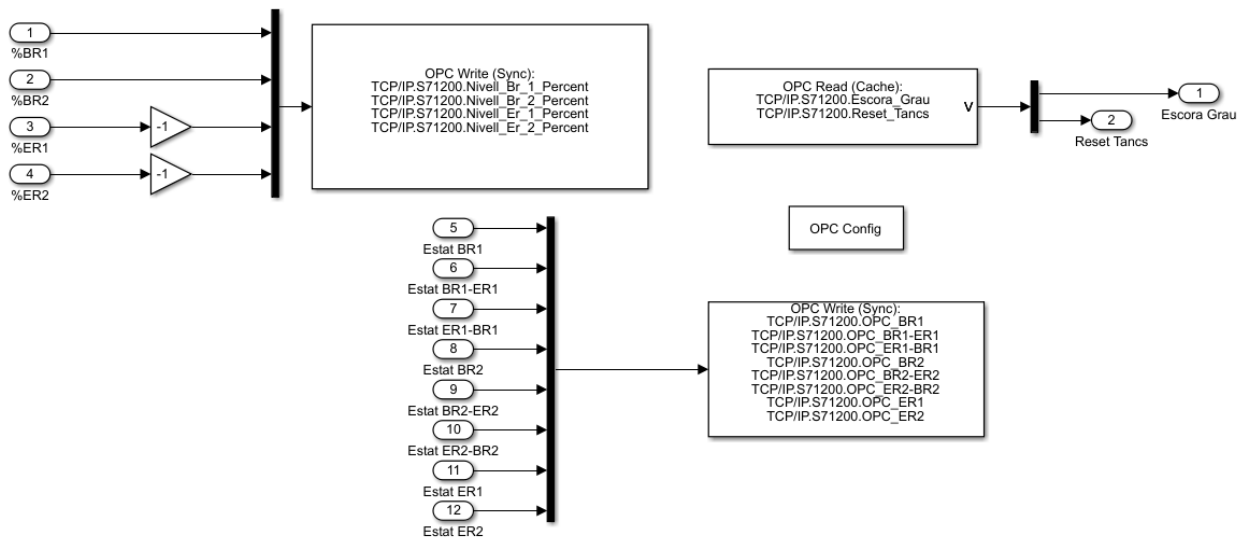 1
%BR1
2
%BR2
3
-1
%ER1
4
-1
%ER2
OPC Write (Sync):
TCP/IP.S71200.Nivell_Br_1_Percent
TCP/IP.S71200.Nivell_Br_2_Percent
TCP/IP.S71200.Nivell_Er_1_Percent
TCP/IP.S71200.Nivell_Er_2_Percent
OPC Read (Cache):
TCP/IP.S71200.Escora_Grau
TCP/IP.S71200.Reset_Tancs
V
1
Escora Grau
2
Reset Tancs
OPC Config
5
Estat BR1
6
Estat BR1-ER1
7
Estat ER1-BR1
8
Estat BR2
9
Estat BR2-ER2
10
Estat ER2-BR2
11
Estat ER1
12
Estat ER2
OPC Write (Sync):
TCP/IP.S71200.OPC_BR1
TCP/IP.S71200.OPC_BR1-ER1
TCP/IP.S71200.OPC_ER1-BR1
TCP/IP.S71200.OPC_BR2
TCP/IP.S71200.OPC_BR2-ER2
TCP/IP.S71200.OPC_ER2-BR2
TCP/IP.S71200.OPC_ER1
TCP/IP.S71200.OPC_ER2